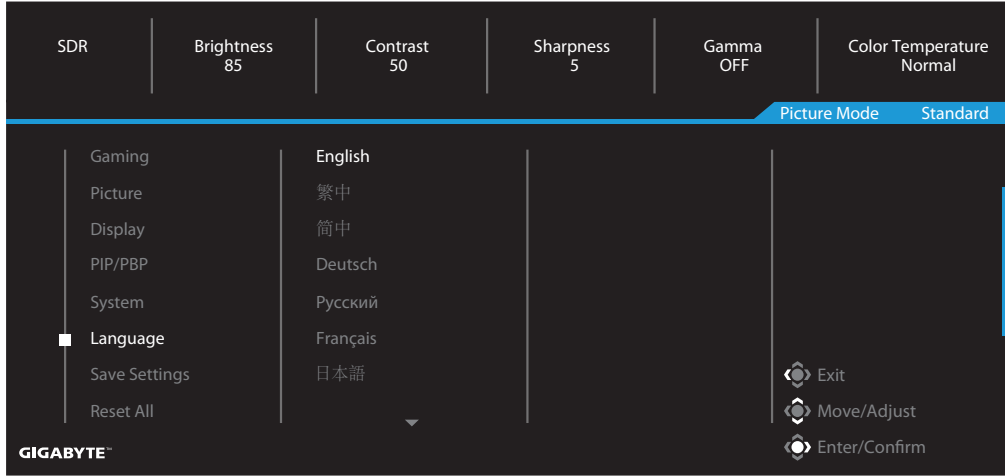 SDR Brightness Contrast Sharpness Gamma Color Temperature
85 50 5 OFF Normal
Picture Mode Standard
Gaming English
Picture 繁中
Display 简中
PIP/PBP Deutsch
System Русский
Language Français
Save Settings 日本語 Exit
Reset All Move/Adjust
GIGABYTE™ Enter/Confirm